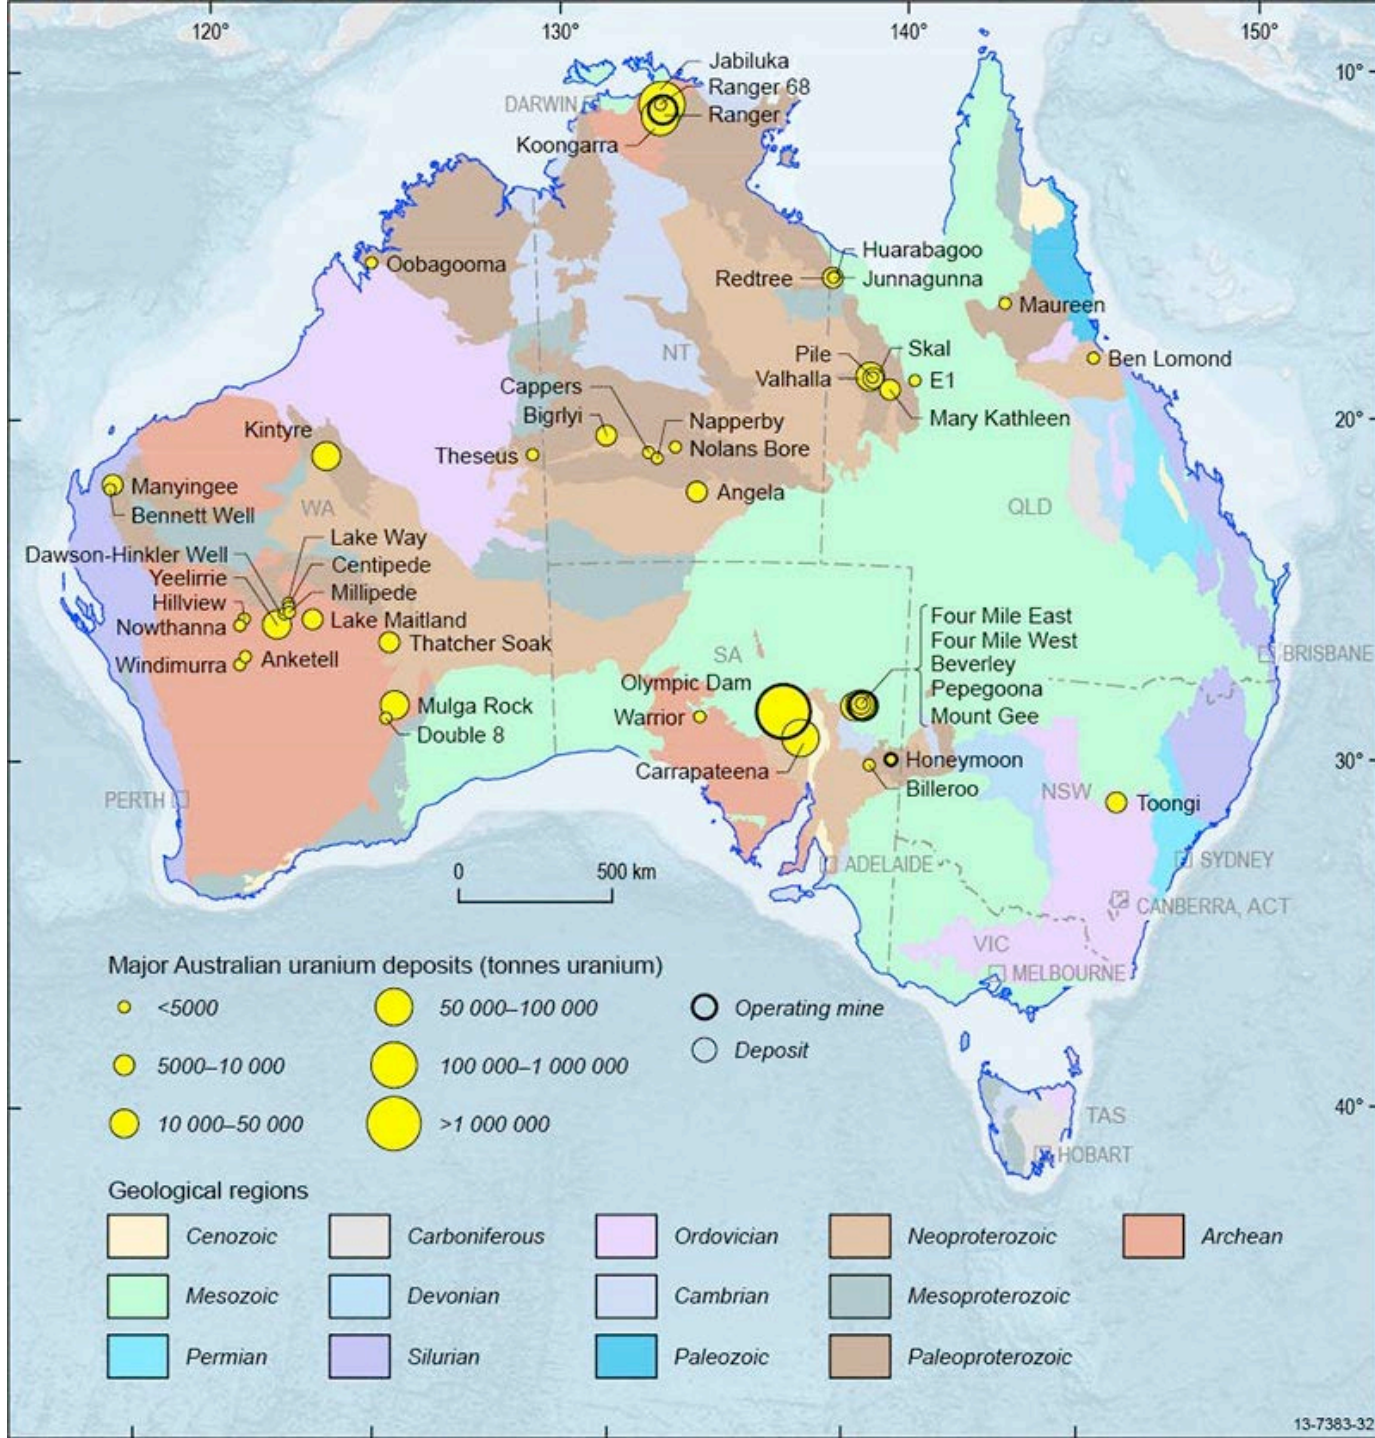 120°
130°
140°
150°
10°
Jabiluka
Ranger 68
DARWIN
Ranger
Koongarra
Huarabagoo
Oobagooma
Redtree
Junnagunna
Maureen
NT
Pile
Skal
Ben Lomond
Valhalla
E1
Cappers
Mary Kathleen
Bigrlyi
Napperby
20°
Kintyre
Nolans Bore
Theseus
Manyingee
Angela
WA
QLD
Bennett Well
Lake Way
Dawson-Hinkler Well
Centipede
Yeelirrie
Millipede
Hillview
Lake Maitland
Nowthanna
Four Mile East
Four Mile West
Thatcher Soak
Anketell
Windimurra
SA
BRISBANE
Beverley
Olympic Dam
Pepegoona
Mulga Rock
Warrior
Mount Gee
Double 8
Honeymoon
30°
Carrapateena
Billeroo
NSW
PERTH
Toongi
0
500 km
ADELAIDE
SYDNEY
CANBERRA, ACT
VIC
MELBOURNE
Major Australian uranium deposits (tonnes uranium)
<5000
50 000–100 000
Operating mine
Deposit
5000–10 000
100 000–1 000 000
40°
TAS
10 000–50 000
>1 000 000
HOBART
Geological regions
Cenozoic
Carboniferous
Ordovician
Neoproterozoic
Archean
Mesozoic
Devonian
Cambrian
Mesoproterozoic
Permian
Silurian
Paleozoic
Paleoproterozoic
13-7383-32